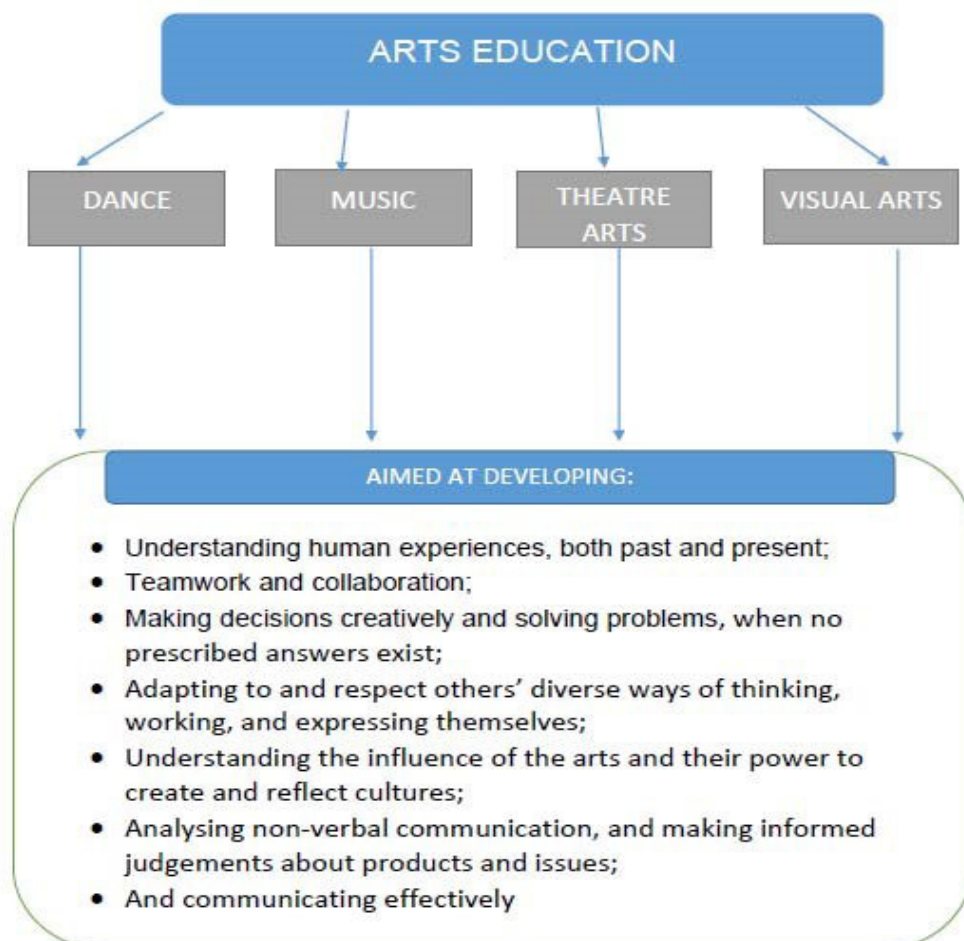 ARTS EDUCATION
DANCE
MUSIC
THEATRE
ARTS
VISUAL ARTS
AIMED AT DEVELOPING:
• Understanding human experiences, both past and present;
• Teamwork and collaboration;
• Making decisions creatively and solving problems, when no
prescribed answers exist;
• Adapting to and respect others’ diverse ways of thinking,
working, and expressing themselves;
• Understanding the influence of the arts and their power to
create and reflect cultures;
• Analysing non-verbal communication, and making informed
judgements about products and issues;
• And communicating effectively